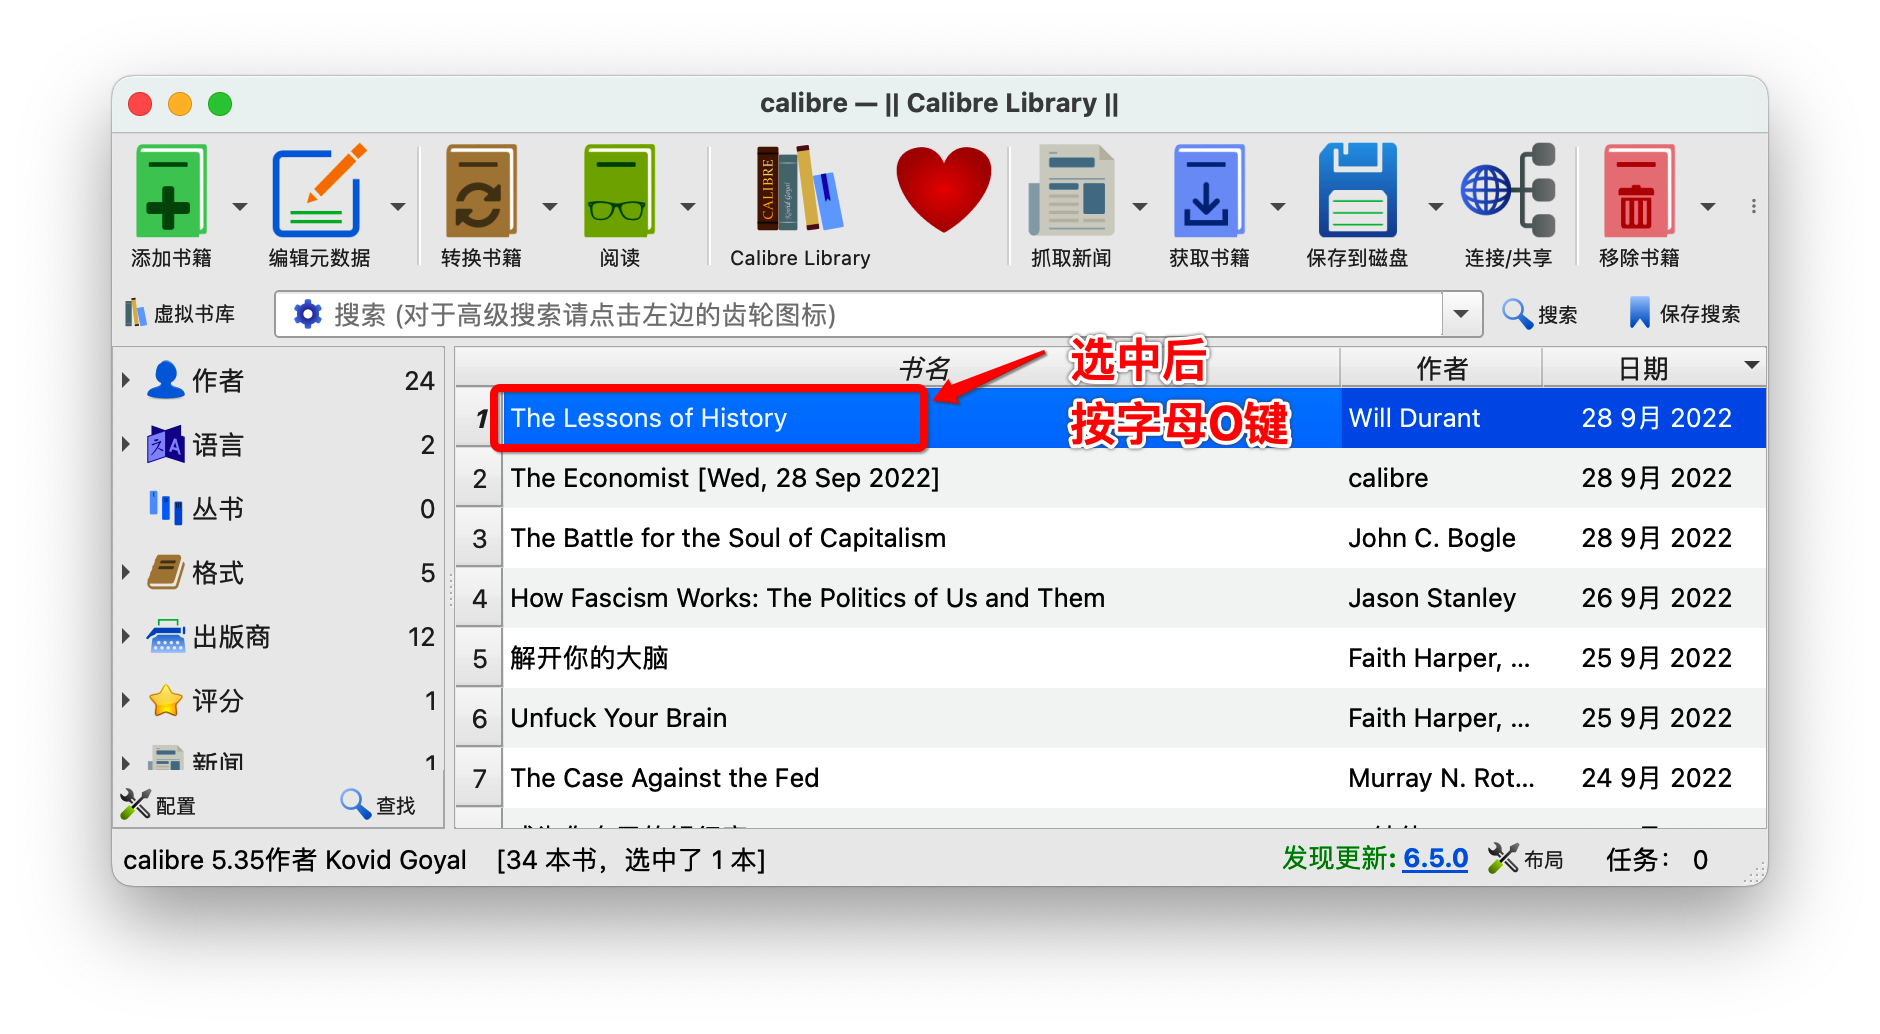 calibre — || Calibre Library ||
CALIBRE
Kovid Goyal
添加书籍
编辑元数据
转换书籍
阅读
Calibre Library
抓取新闻
获取书籍
保存到磁盘
连接/共享
移除书籍
虚拟书库
搜索 (对于高级搜索请点击左边的齿轮图标)
搜索
保存搜索
作者 24
语言 2
丛书 0
格式 5
出版商 12
评分 1
新闻 1
配置 查找
书名 作者 日期
选中后
按字母O键
1 The Lessons of History Will Durant 28 9月 2022
2 The Economist [Wed, 28 Sep 2022] calibre 28 9月 2022
3 The Battle for the Soul of Capitalism John C. Bogle 28 9月 2022
4 How Fascism Works: The Politics of Us and Them Jason Stanley 26 9月 2022
5 解开你的大脑 Faith Harper, ... 25 9月 2022
6 Unfuck Your Brain Faith Harper, ... 25 9月 2022
7 The Case Against the Fed Murray N. Rot... 24 9月 2022
calibre 5.35作者 Kovid Goyal [34 本书，选中了 1 本]
发现更新: 6.5.0 布局 任务： 0